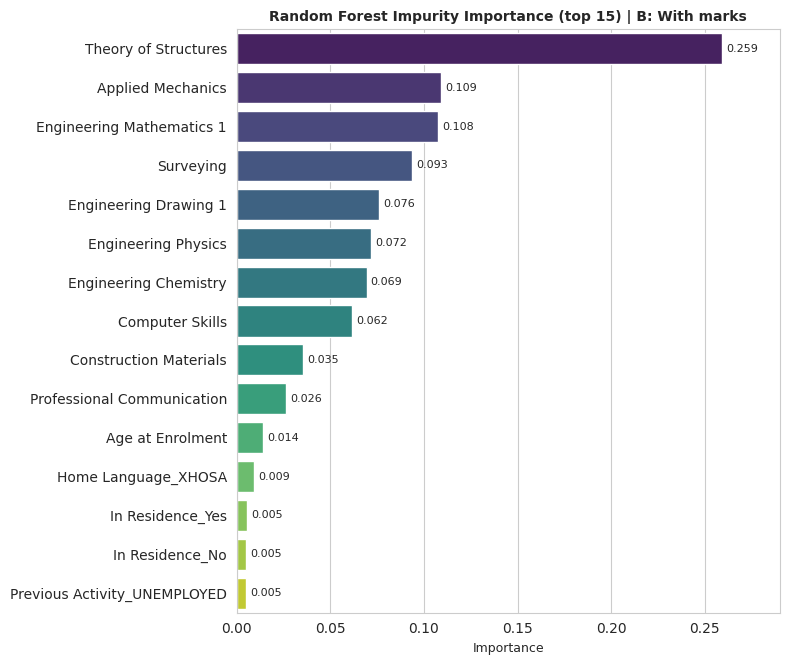 Random Forest Impurity Importance (top 15) | B: With marks
Theory of Structures 0.259
Applied Mechanics 0.109
Engineering Mathematics 1 0.108
Surveying 0.093
Engineering Drawing 1 0.076
Engineering Physics 0.072
Engineering Chemistry 0.069
Computer Skills 0.062
Construction Materials 0.035
Professional Communication 0.026
Age at Enrolment 0.014
Home Language_XHOSA 0.009
In Residence_Yes 0.005
In Residence_No 0.005
Previous Activity_UNEMPLOYED 0.005
0.00 0.05 0.10 0.15 0.20 0.25
Importance